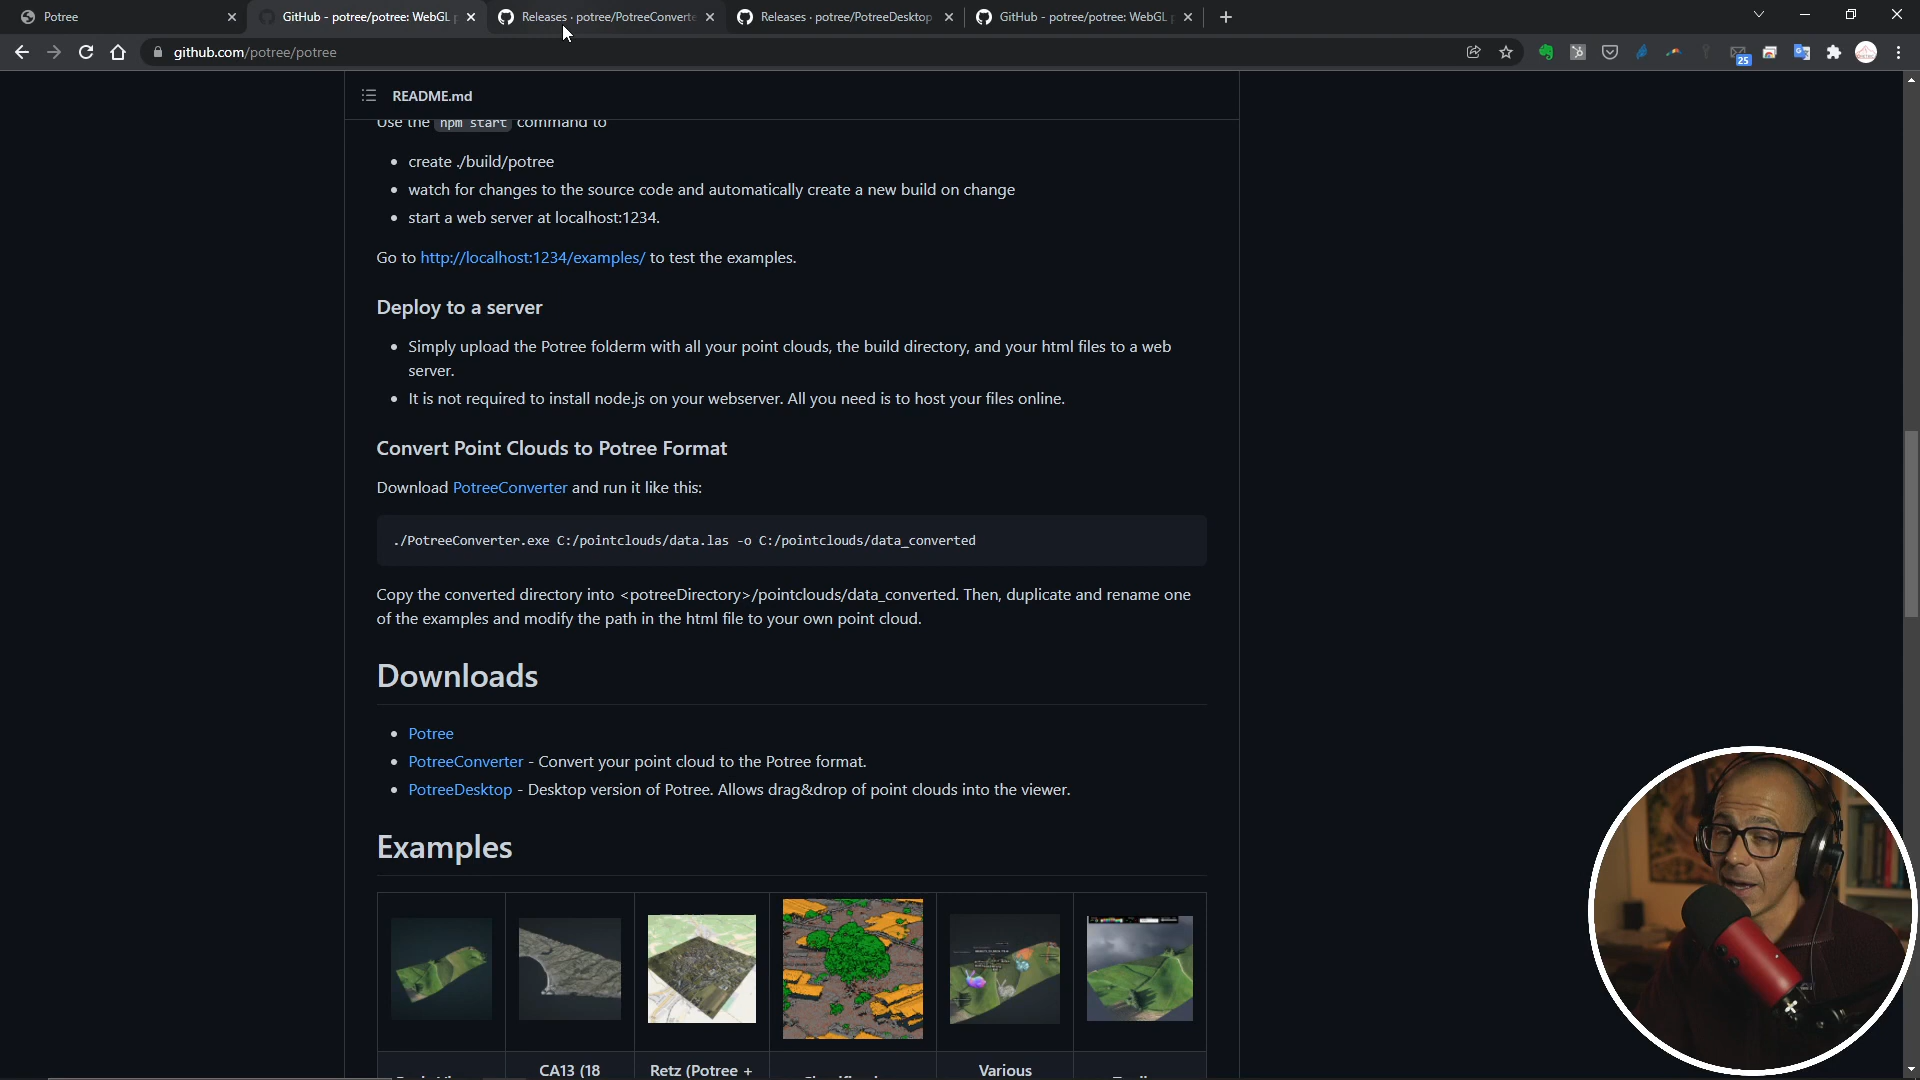 Potree
GitHub - potree/potree: WebGL
Releases · potree/PotreeConverte
Releases · potree/PotreeDesktop
GitHub - potree/potree: WebGL
github.com/potree/potree
25
README.md
Use the npm start command to
create ./build/potree
watch for changes to the source code and automatically create a new build on change
start a web server at localhost:1234.
Go to http://localhost:1234/examples/ to test the examples.
Deploy to a server
Simply upload the Potree folderm with all your point clouds, the build directory, and your html files to a web
server.
It is not required to install node.js on your webserver. All you need is to host your files online.
Convert Point Clouds to Potree Format
Download PotreeConverter and run it like this:
./PotreeConverter.exe C:/pointclouds/data.las -o C:/pointclouds/data_converted
Copy the converted directory into <potreeDirectory>/pointclouds/data_converted. Then, duplicate and rename one
of the examples and modify the path in the html file to your own point cloud.
Downloads
Potree
PotreeConverter - Convert your point cloud to the Potree format.
PotreeDesktop - Desktop version of Potree. Allows drag&drop of point clouds into the viewer.
Examples
CA13 (18
Retz (Potree +
Various